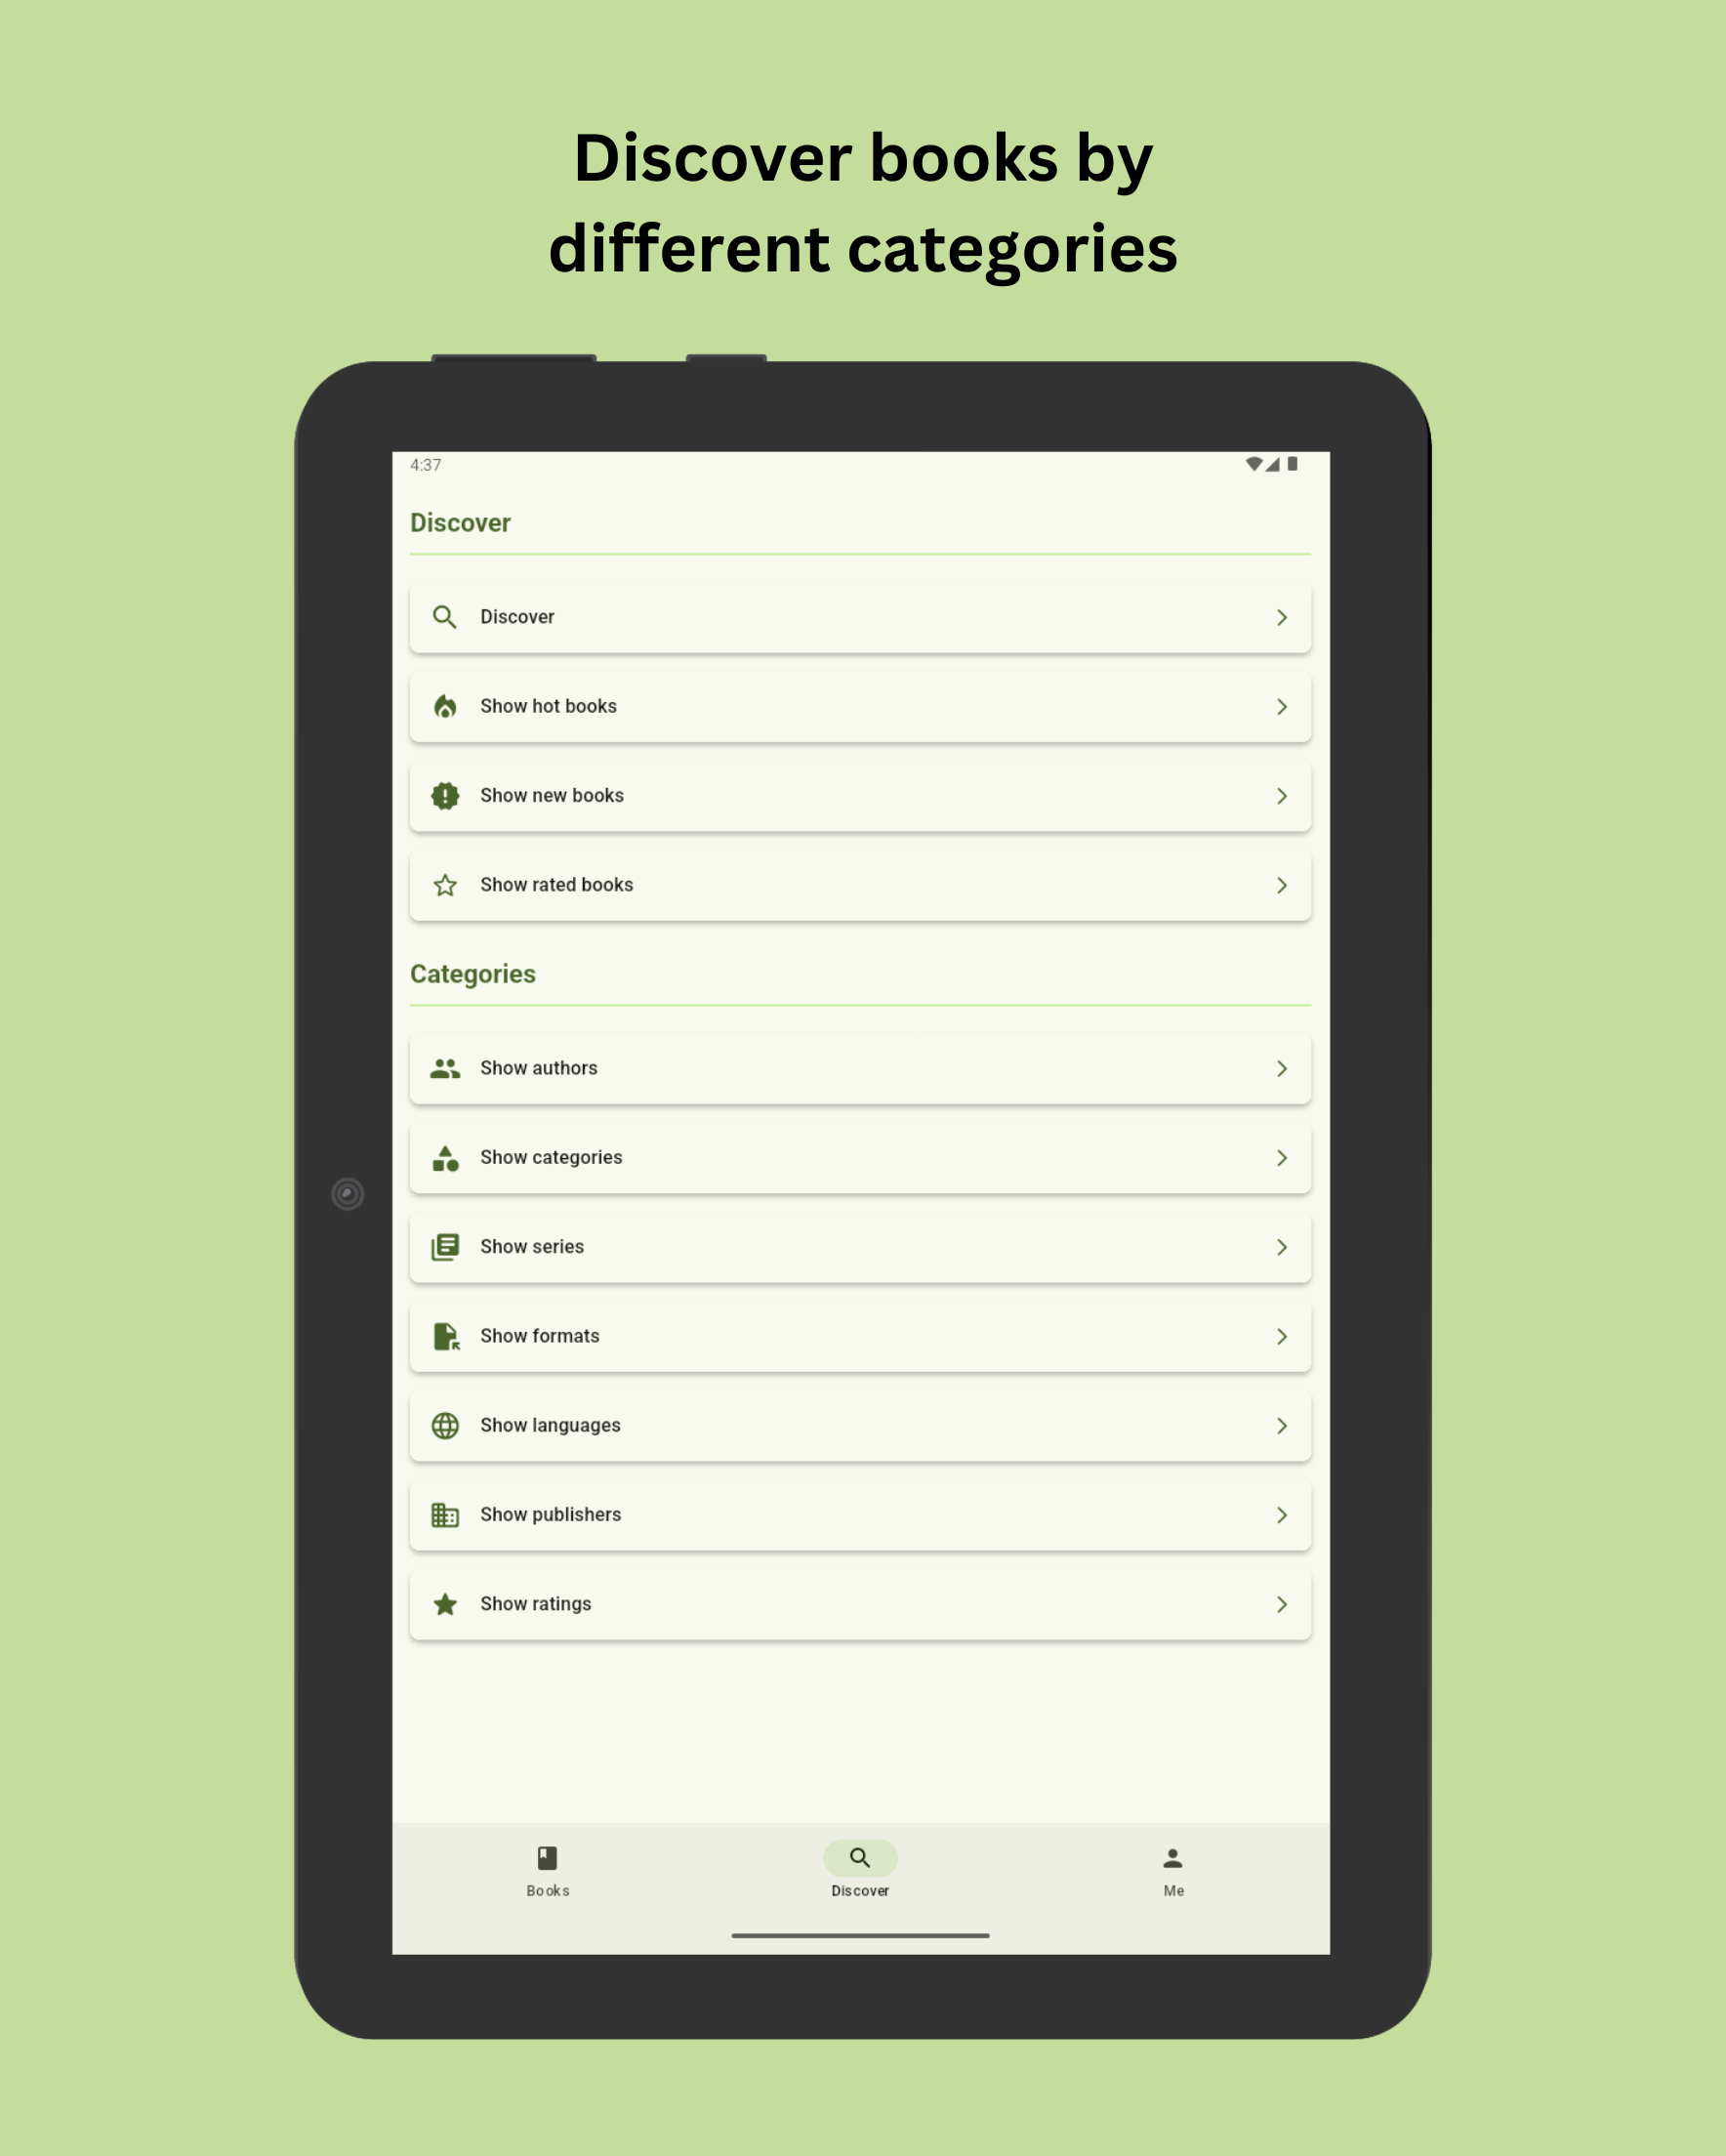 Discover books by
different categories
4:37
Discover
Discover
Show hot books
Show new books
Show rated books
Categories
Show authors
Show categories
Show series
Show formats
Show languages
Show publishers
Show ratings
Books
Discover
Me